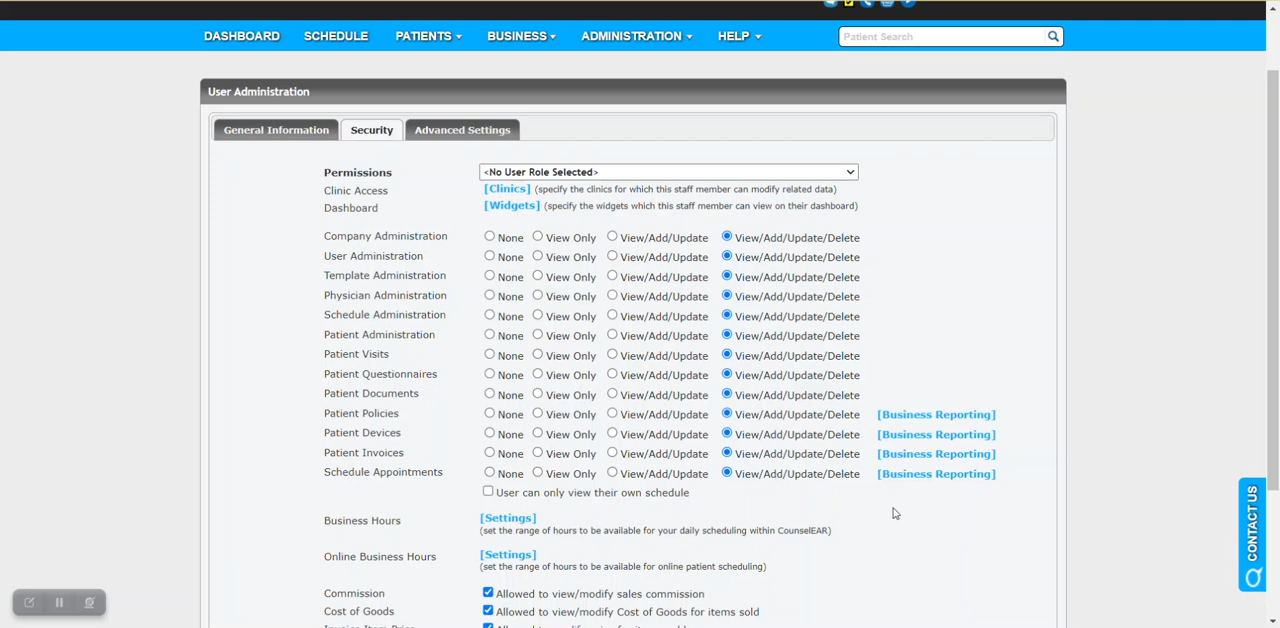 DASHBOARD SCHEDULE PATIENTS BUSINESS ADMINISTRATION HELP Patient Search
User Administration
General Information Security Advanced Settings
Permissions <No User Role Selected>
Clinic Access [Clinics] (specify the clinics for which this staff member can modify related data)
Dashboard [Widgets] (specify the widgets which this staff member can view on their dashboard)
Company Administration None View Only View/Add/Update View/Add/Update/Delete
User Administration None View Only View/Add/Update View/Add/Update/Delete
Template Administration None View Only View/Add/Update View/Add/Update/Delete
Physician Administration None View Only View/Add/Update View/Add/Update/Delete
Schedule Administration None View Only View/Add/Update View/Add/Update/Delete
Patient Administration None View Only View/Add/Update View/Add/Update/Delete
Patient Visits None View Only View/Add/Update View/Add/Update/Delete
Patient Questionnaires None View Only View/Add/Update View/Add/Update/Delete
Patient Documents None View Only View/Add/Update View/Add/Update/Delete
Patient Policies None View Only View/Add/Update View/Add/Update/Delete [Business Reporting]
Patient Devices None View Only View/Add/Update View/Add/Update/Delete [Business Reporting]
Patient Invoices None View Only View/Add/Update View/Add/Update/Delete [Business Reporting]
Schedule Appointments None View Only View/Add/Update View/Add/Update/Delete [Business Reporting]
User can only view their own schedule
Business Hours [Settings]
(set the range of hours to be available for your daily scheduling within CounselEAR)
Online Business Hours [Settings]
(set the range of hours to be available for online patient scheduling)
Commission Allowed to view/modify sales commission
Cost of Goods Allowed to view/modify Cost of Goods for items sold
CONTACT US